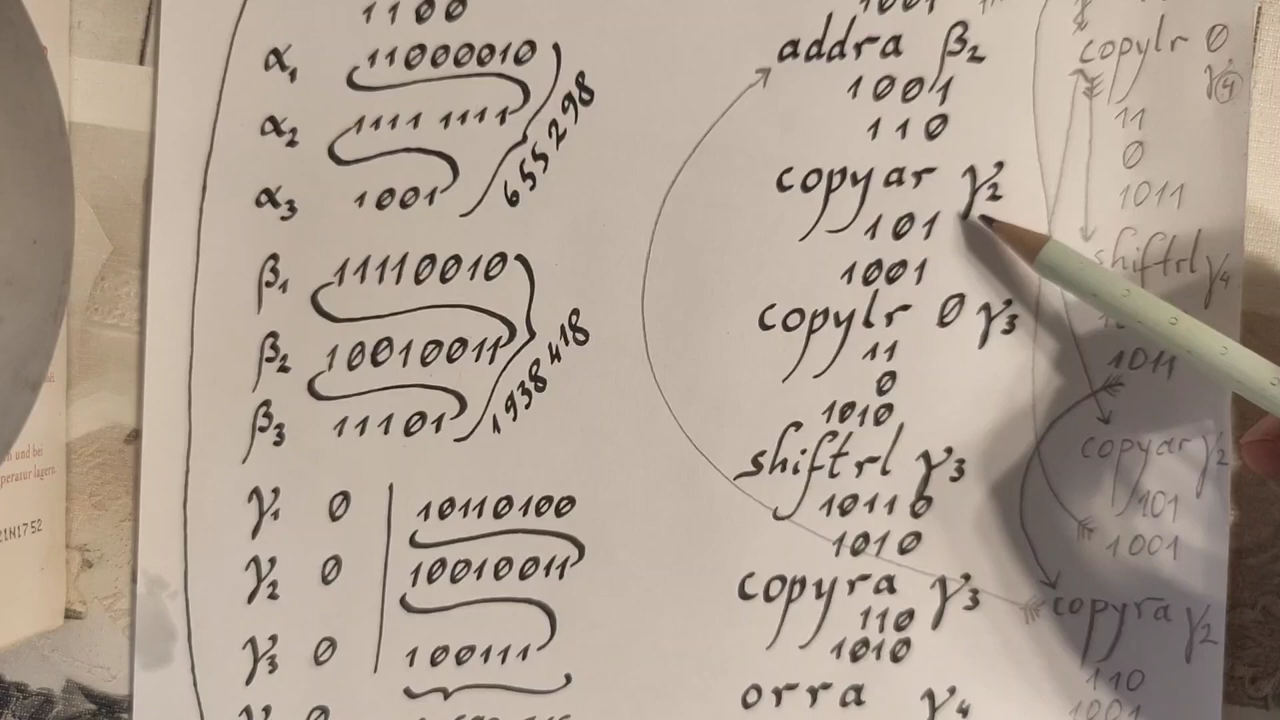 1100
α₁ 11000010
α₂ 1111 1111
α₃ 1001
655298
β₁ 11110010
β₂ 10010011
β₃ 11101
1938418
γ₁ 0 10110100
γ₂ 0 10010011
γ₃ 0 100111
1001
addra β₂
1001
110
copyar γ₂
101
1001
copylr 0 γ₃
11
0
1010
shiftrl γ₃
10110
1010
copyra γ₃
110
1010
orra γ₄
copylr 0
γ④
11
0
1011
shiftrl γ₄
1011
copyar γ₂
101
1001
copyra γ₂
110
1001
21N1752